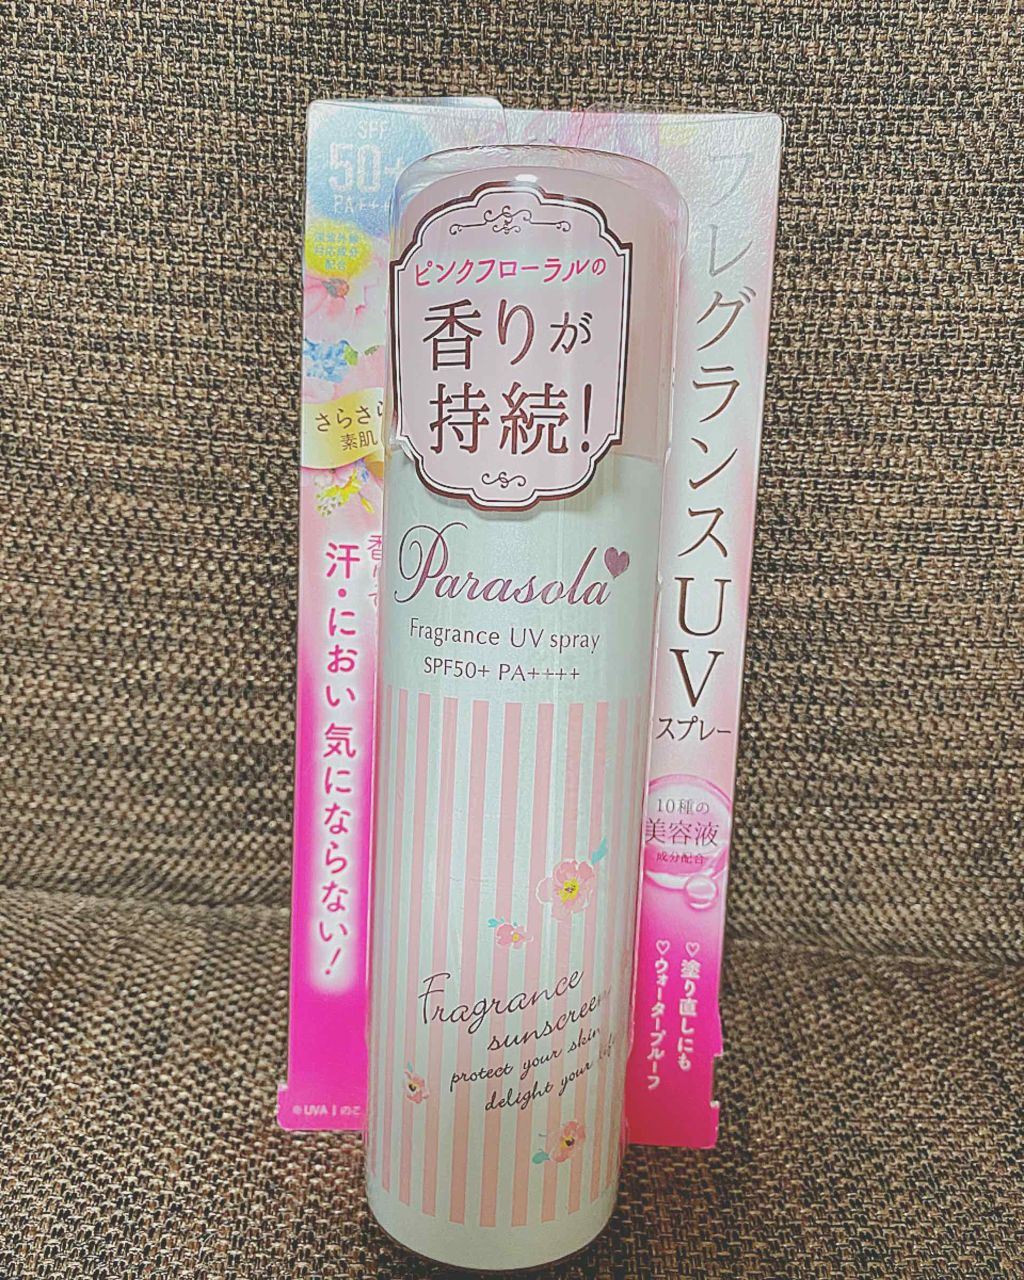 SPF
50+
PA+++
さらさら
素肌
香りで
汗・におい 気にならない!
※UVA
ピンクフローラルの
香りが
持続!
Parasola
Fragrance UV spray
SPF50+ PA++++
Fragrance
sunscreen
protect your skin
delight your
フレグランスUV
スプレー
10種の
美容液
成分配合
♡塗り直しにも
♡ウォータープルーフ